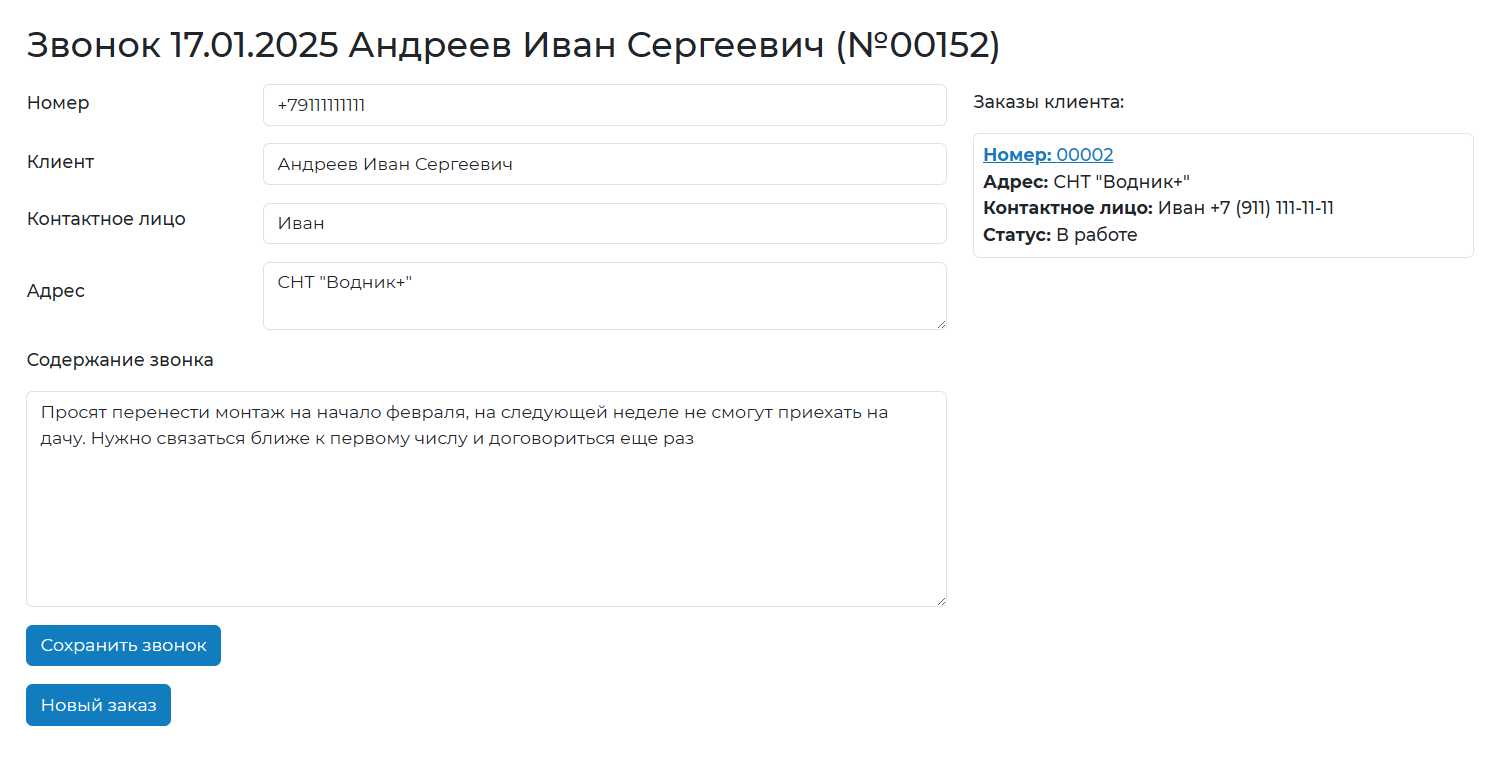 Звонок 17.01.2025 Андреев Иван Сергеевич (№00152)
Номер
+79111111111
Клиент
Андреев Иван Сергеевич
Контактное лицо
Иван
Адрес
СНТ "Водник+"
Содержание звонка
Просят перенести монтаж на начало февраля, на следующей неделе не смогут приехать на
дачу. Нужно связаться ближе к первому числу и договориться еще раз
Сохранить звонок
Новый заказ
Заказы клиента:
Номер: 00002
Адрес: СНТ "Водник+"
Контактное лицо: Иван +7 (911) 111-11-11
Статус: В работе